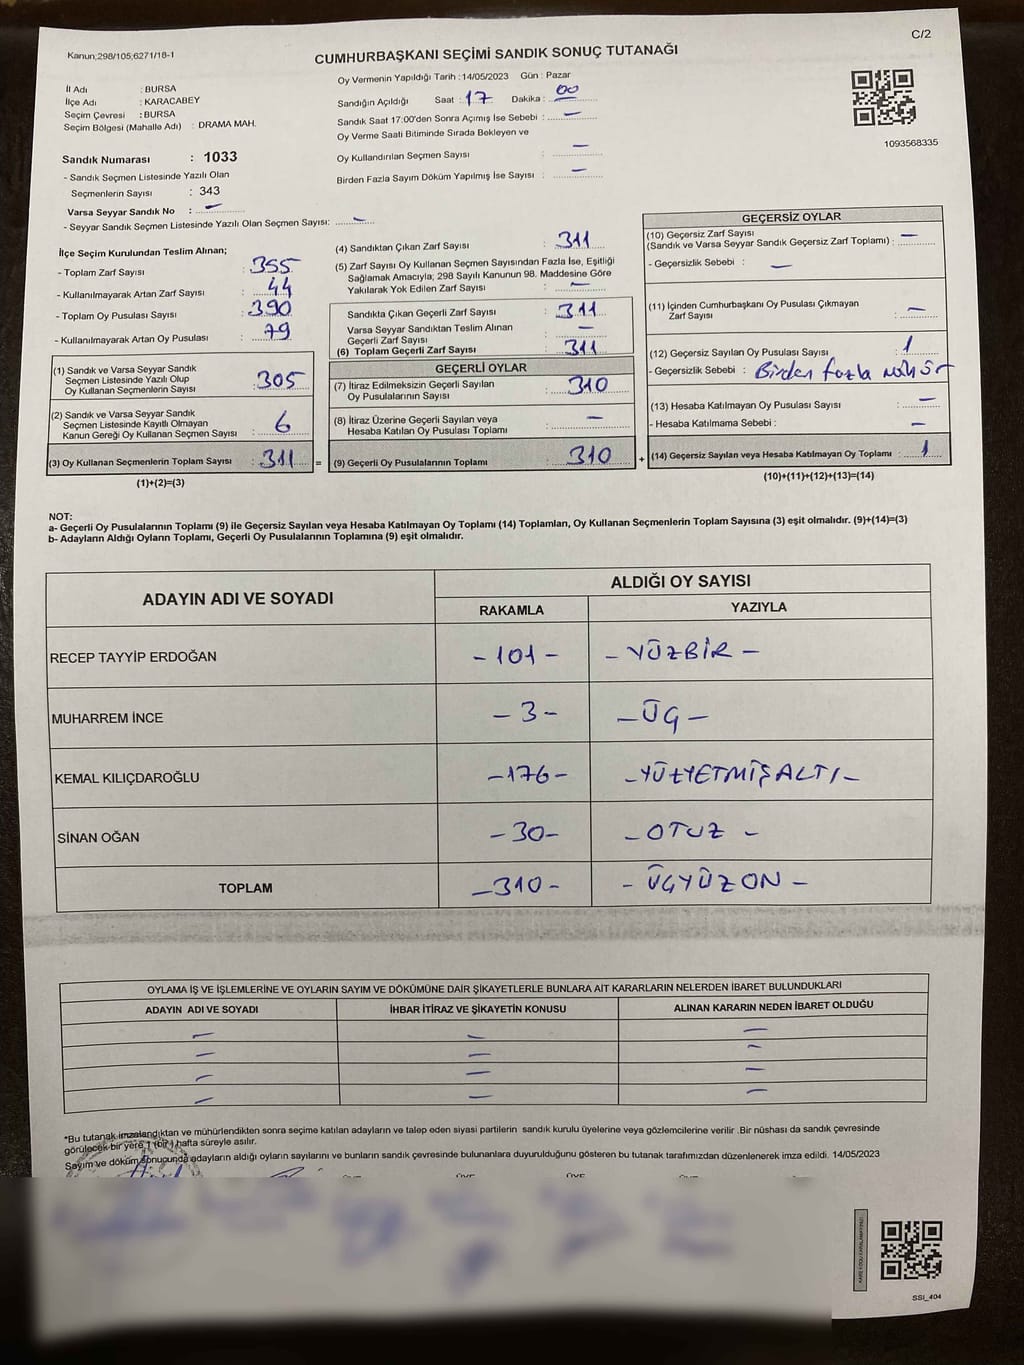 C/2
Kanun:298/105;6271/18-1
CUMHURBAŞKANI SEÇİMİ SANDIK SONUÇ TUTANAĞI
İl Adı : BURSA
İlçe Adı : KARACABEY
Seçim Çevresi : BURSA
Seçim Bölgesi (Mahalle Adı) : DRAMA MAH.
Oy Vermenin Yapıldığı Tarih :14/05/2023 Gün : Pazar
Sandığın Açıldığı Saat : 17 Dakika : 00
Sandık Saat 17:00'den Sonra Açımış İse Sebebi : —
Oy Verme Saati Bitiminde Sırada Bekleyen ve
Oy Kullandırılan Seçmen Sayısı : —
Birden Fazla Sayım Döküm Yapılmış İse Sayısı : —
1093568335
Sandık Numarası : 1033
- Sandık Seçmen Listesinde Yazılı Olan
Seçmenlerin Sayısı : 343
Varsa Seyyar Sandık No : —
- Seyyar Sandık Seçmen Listesinde Yazılı Olan Seçmen Sayısı: —
İlçe Seçim Kurulundan Teslim Alınan;
- Toplam Zarf Sayısı : 355
- Kullanılmayarak Artan Zarf Sayısı : 44
- Toplam Oy Pusulası Sayısı : 390
- Kullanılmayarak Artan Oy Pusulası : 79
(1) Sandık ve Varsa Seyyar Sandık
Seçmen Listesinde Yazılı Olup
Oy Kullanan Seçmenlerin Sayısı : 305
(2) Sandık ve Varsa Seyyar Sandık
Seçmen Listesinde Kayıtlı Olmayan
Kanun Gereği Oy Kullanan Seçmen Sayısı : 6
(3) Oy Kullanan Seçmenlerin Toplam Sayısı : 311 =
(1)+(2)=(3)
(4) Sandıktan Çıkan Zarf Sayısı : 311
(5) Zarf Sayısı Oy Kullanan Seçmen Sayısından Fazla İse, Eşitliği
Sağlamak Amacıyla; 298 Sayılı Kanunun 98. Maddesine Göre
Yakılarak Yok Edilen Zarf Sayısı : —
Sandıkta Çıkan Geçerli Zarf Sayısı : 311
Varsa Seyyar Sandıktan Teslim Alınan
Geçerli Zarf Sayısı : —
(6) Toplam Geçerli Zarf Sayısı : 311
GEÇERLİ OYLAR
(7) İtiraz Edilmeksizin Geçerli Sayılan
Oy Pusulalarının Sayısı : 310
(8) İtiraz Üzerine Geçerli Sayılan veya
Hesaba Katılan Oy Pusulası Toplamı : —
(9) Geçerli Oy Pusulalarının Toplamı : 310 +
GEÇERSİZ OYLAR
(10) Geçersiz Zarf Sayısı
(Sandık ve Varsa Seyyar Sandık Geçersiz Zarf Toplamı) : —
- Geçersizlik Sebebi : —
(11) İçinden Cumhurbaşkanı Oy Pusulası Çıkmayan
Zarf Sayısı : —
(12) Geçersiz Sayılan Oy Pusulası Sayısı : 1
- Geçersizlik Sebebi : Birden fazla mühür
(13) Hesaba Katılmayan Oy Pusulası Sayısı : —
- Hesaba Katılmama Sebebi : —
(14) Geçersiz Sayılan veya Hesaba Katılmayan Oy Toplamı : 1
(10)+(11)+(12)+(13)=(14)
NOT:
a- Geçerli Oy Pusulalarının Toplamı (9) ile Geçersiz Sayılan veya Hesaba Katılmayan Oy Toplamı (14) Toplamları, Oy Kullanan Seçmenlerin Toplam Sayısına (3) eşit olmalıdır. (9)+(14)=(3)
b- Adayların Aldığı Oyların Toplamı, Geçerli Oy Pusulalarının Toplamına (9) eşit olmalıdır.
ADAYIN ADI VE SOYADI
ALDIĞI OY SAYISI
RAKAMLA YAZIYLA
RECEP TAYYİP ERDOĞAN - 101 - - YÜZBİR -
MUHARREM İNCE - 3 - - ÜÇ -
KEMAL KILIÇDAROĞLU - 176 - - YÜZYETMİŞALTI -
SİNAN OĞAN - 30 - - OTUZ -
TOPLAM - 310 - - ÜÇYÜZON -
OYLAMA İŞ VE İŞLEMLERİNE VE OYLARIN SAYIM VE DÖKÜMÜNE DAİR ŞİKAYETLERLE BUNLARA AİT KARARLARIN NELERDEN İBARET BULUNDUKLARI
ADAYIN ADI VE SOYADI İHBAR İTİRAZ VE ŞİKAYETİN KONUSU ALINAN KARARIN NEDEN İBARET OLDUĞU
— — —
— — —
— — —
— — —
*Bu tutanak imzalandıktan ve mühürlendikten sonra seçime katılan adayların ve talep eden siyasi partilerin sandık kurulu üyelerine veya gözlemcilerine verilir .Bir nüshası da sandık çevresinde
görülecek bir yere 1 (bir) hafta süreyle asılır.
Sayım ve döküm sonucunda adayların aldığı oyların sayılarını ve bunların sandık çevresinde bulunanlara duyurulduğunu gösteren bu tutanak tarafımızdan düzenlenerek imza edildi. 14/05/2023
SSI_404